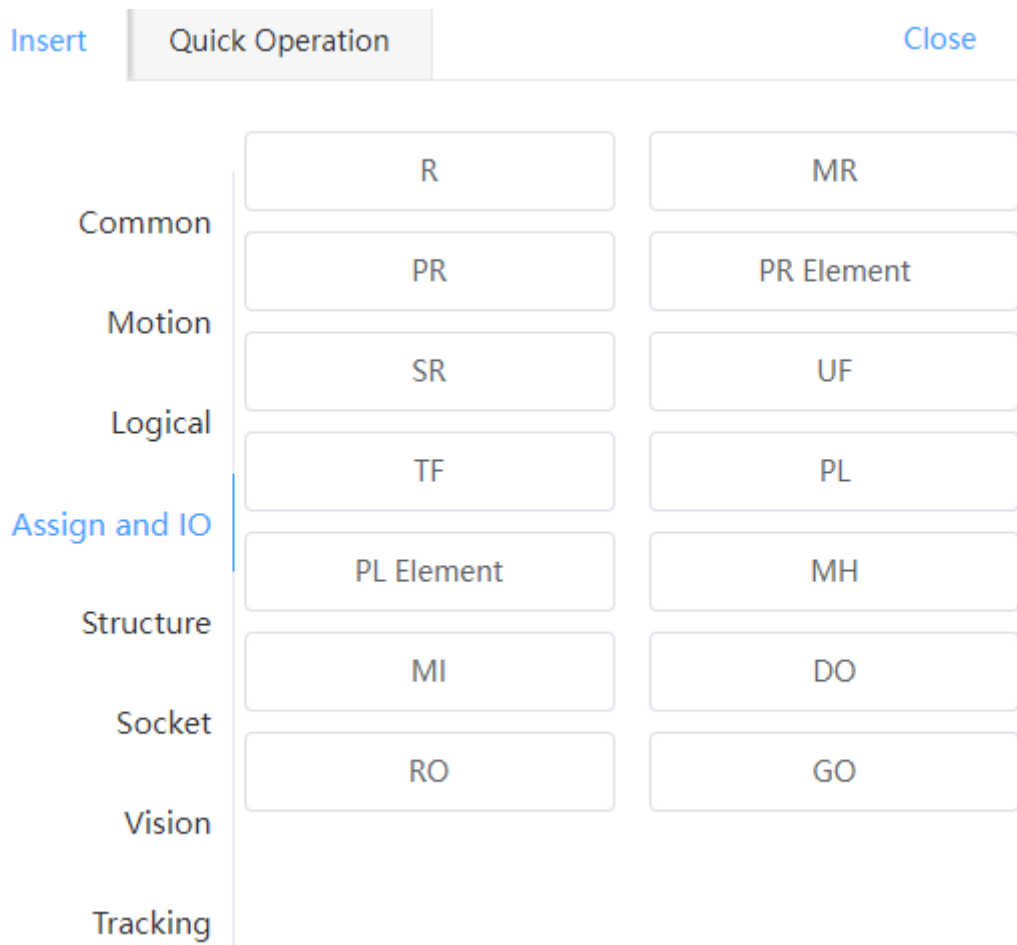 Insert
Quick Operation
Close
Common
Motion
Logical
Assign and IO
Structure
Socket
Vision
Tracking
R
MR
PR
PR Element
SR
UF
TF
PL
PL Element
MH
MI
DO
RO
GO